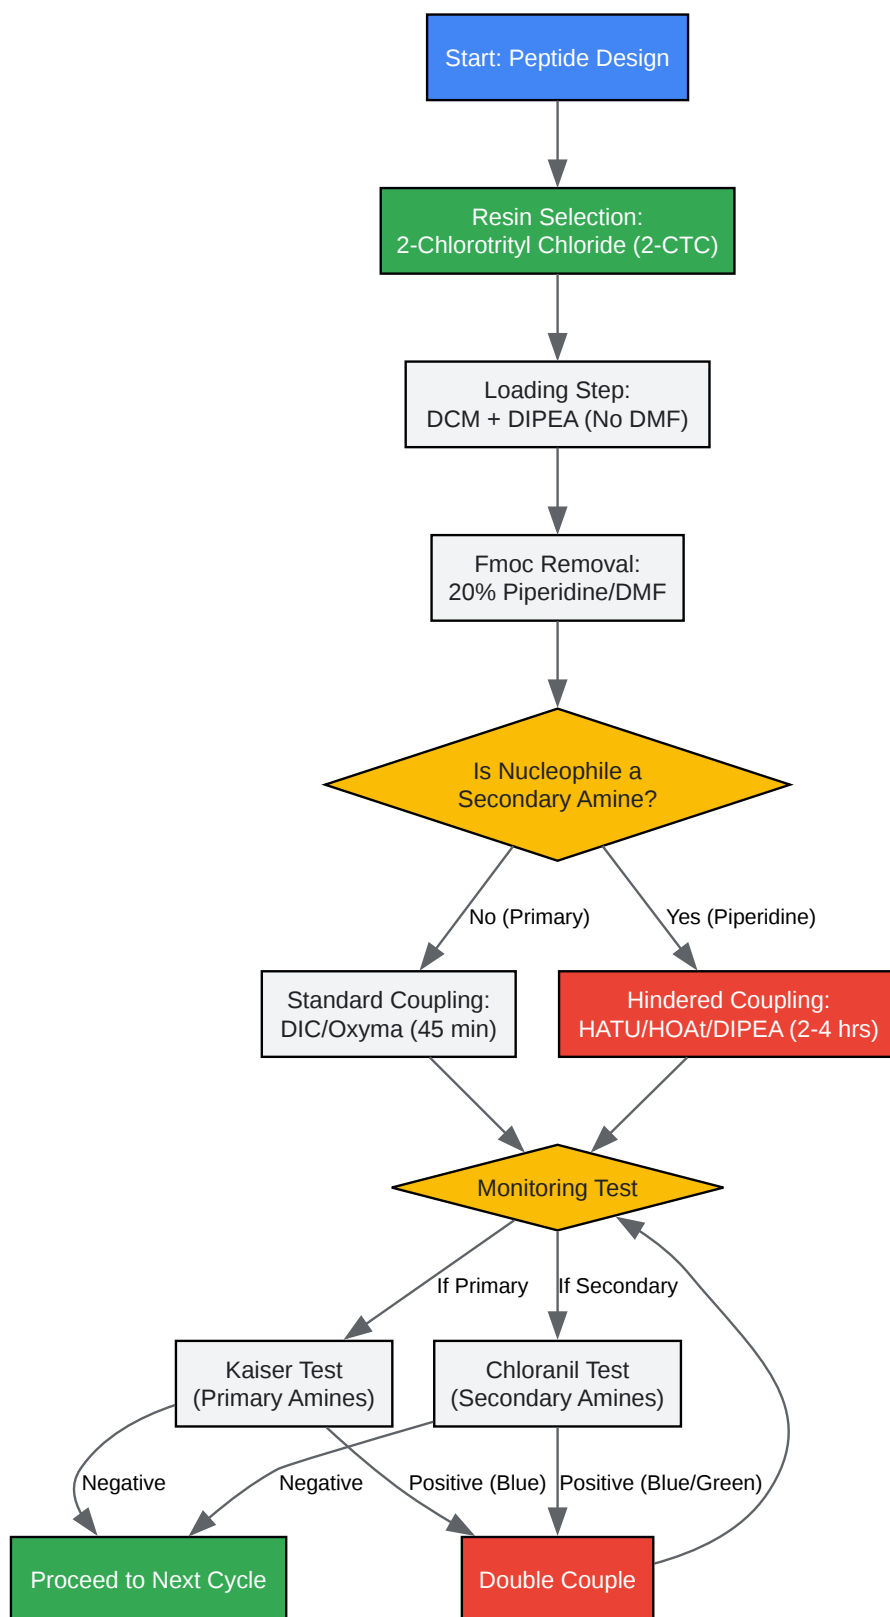 Start: Peptide Design
Resin Selection:
2-Chlorotrityl Chloride (2-CTC)
Loading Step:
DCM + DIPEA (No DMF)
Fmoc Removal:
20% Piperidine/DMF
Is Nucleophile a
Secondary Amine?
No (Primary)
Yes (Piperidine)
Standard Coupling:
DIC/Oxyma (45 min)
Hindered Coupling:
HATU/HOAt/DIPEA (2-4 hrs)
Monitoring Test
If Primary
If Secondary
Kaiser Test
(Primary Amines)
Chloranil Test
(Secondary Amines)
Negative
Negative
Positive (Blue)
Positive (Blue/Green)
Proceed to Next Cycle
Double Couple